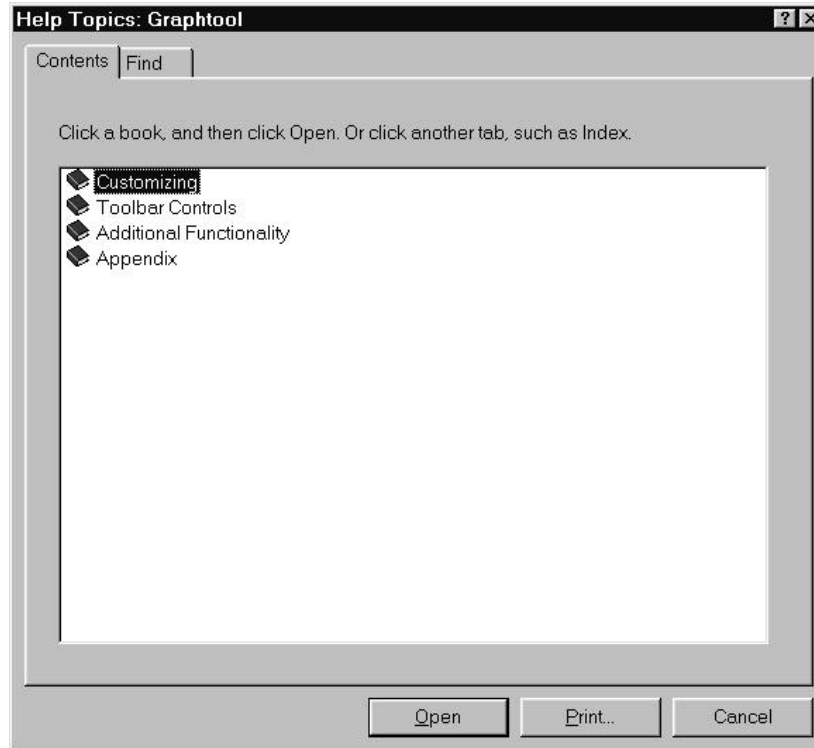 Help Topics: Graphtool
Contents Find
Click a book, and then click Open. Or click another tab, such as Index.
Customizing
Toolbar Controls
Additional Functionality
Appendix
Open Print... Cancel